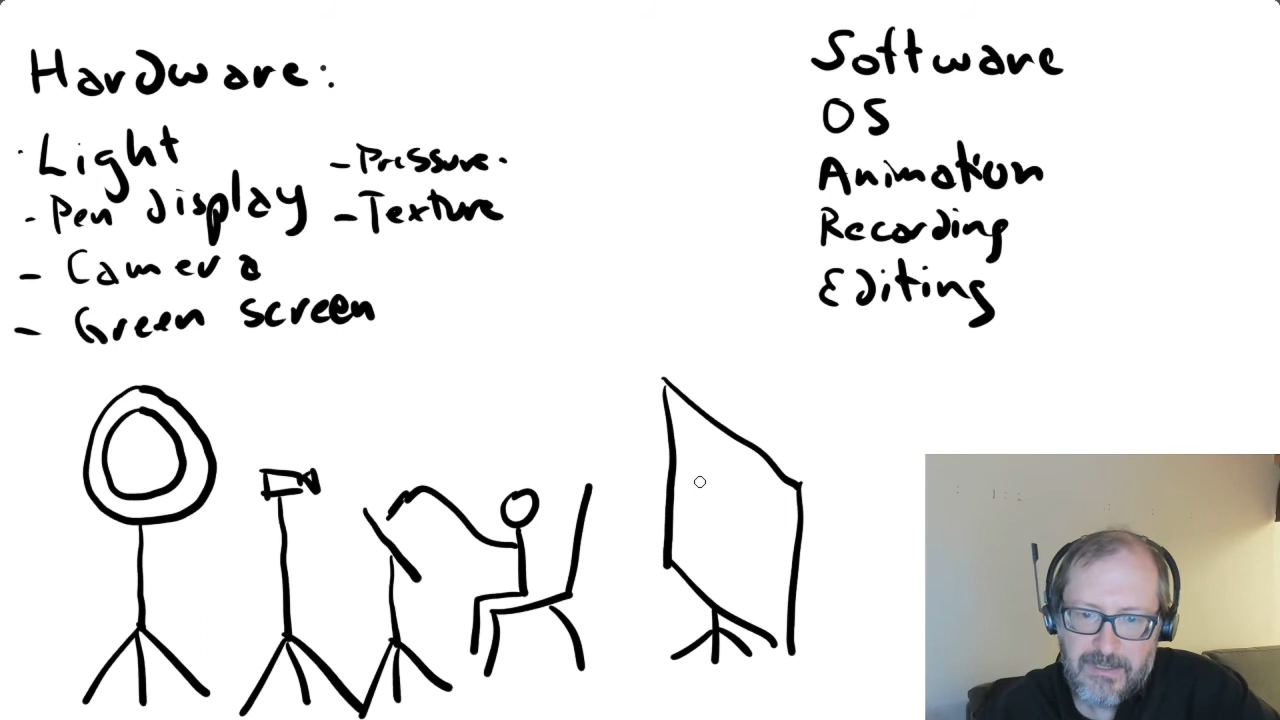 Hardware:
· Light
- Pen display
- Camera
- Green screen
- Pressure.
- Texture
Software
OS
Animation
Recording
Editing